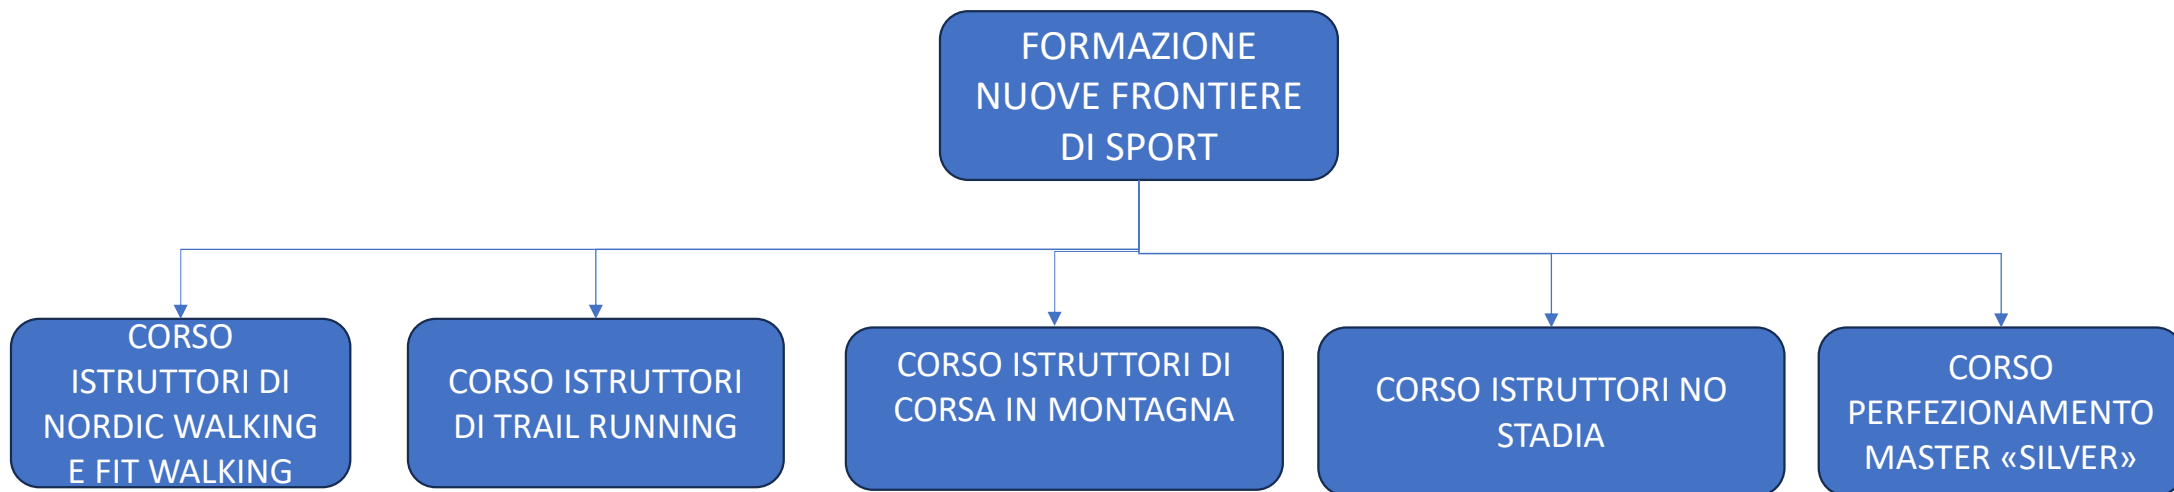 FORMAZIONE
NUOVE FRONTIERE
DI SPORT
CORSO
ISTRUTTORI DI
NORDIC WALKING
E FIT WALKING
CORSO ISTRUTTORI
DI TRAIL RUNNING
CORSO ISTRUTTORI DI
CORSA IN MONTAGNA
CORSO ISTRUTTORI NO
STADIA
CORSO
PERFEZIONAMENTO
MASTER «SILVER»